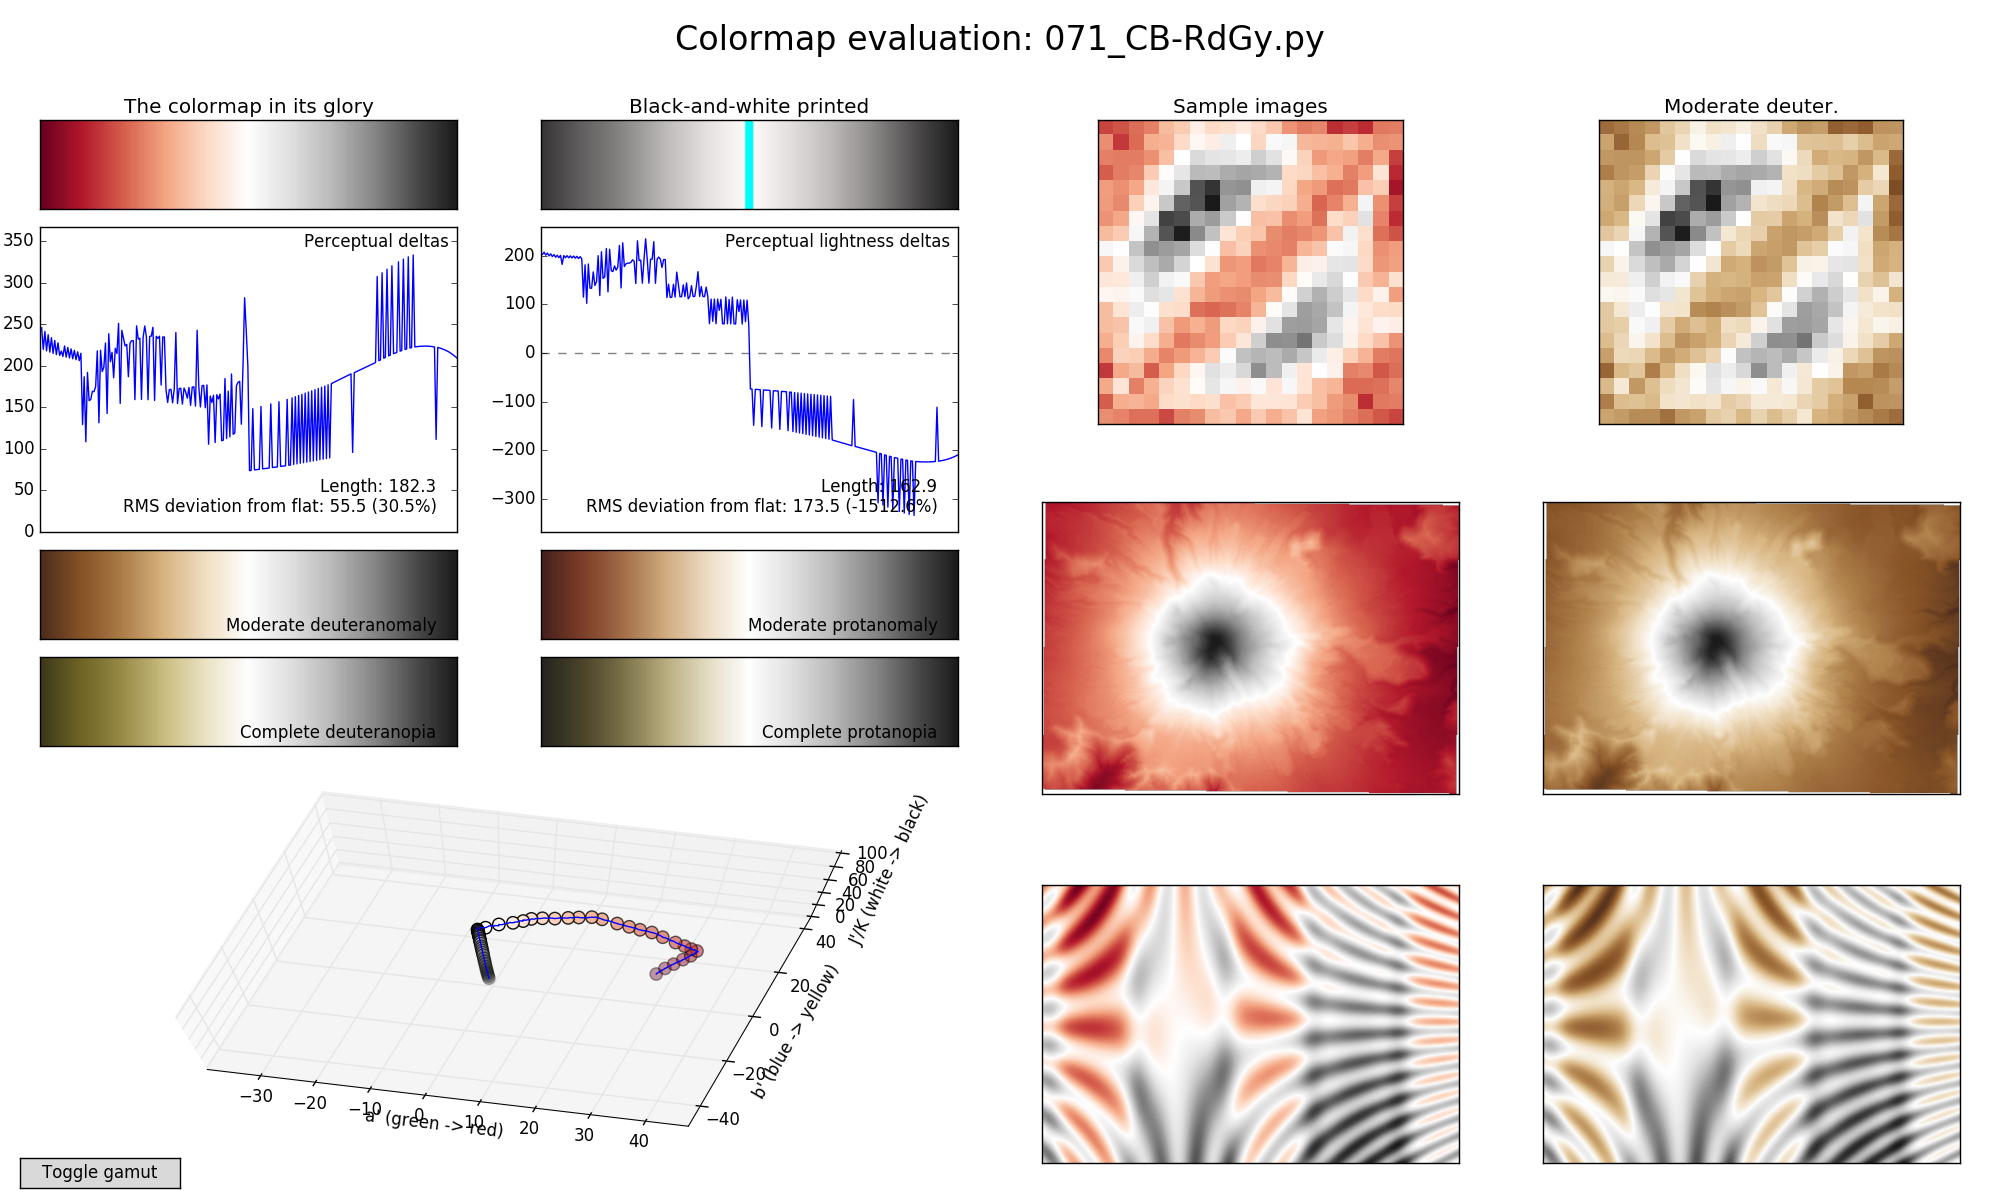 Colormap evaluation: 071_CB-RdGy.py
The colormap in its glory
Black-and-white printed
Sample images
Moderate deuter.
Perceptual deltas
350
300
250
200
150
100
50
0
Length: 182.3
RMS deviation from flat: 55.5 (30.5%)
Perceptual lightness deltas
200
100
0
−100
−200
−300
Length: 162.9
RMS deviation from flat: 173.5 (-1512.6%)
Moderate deuteranomaly
Moderate protanomaly
Complete deuteranopia
Complete protanopia
100
80
60
40
20
0
J'/K (white -> black)
40
20
0
−20
−40
b' (blue -> yellow)
−30
−20
−10
0
10
20
30
40
a' (green -> red)
Toggle gamut